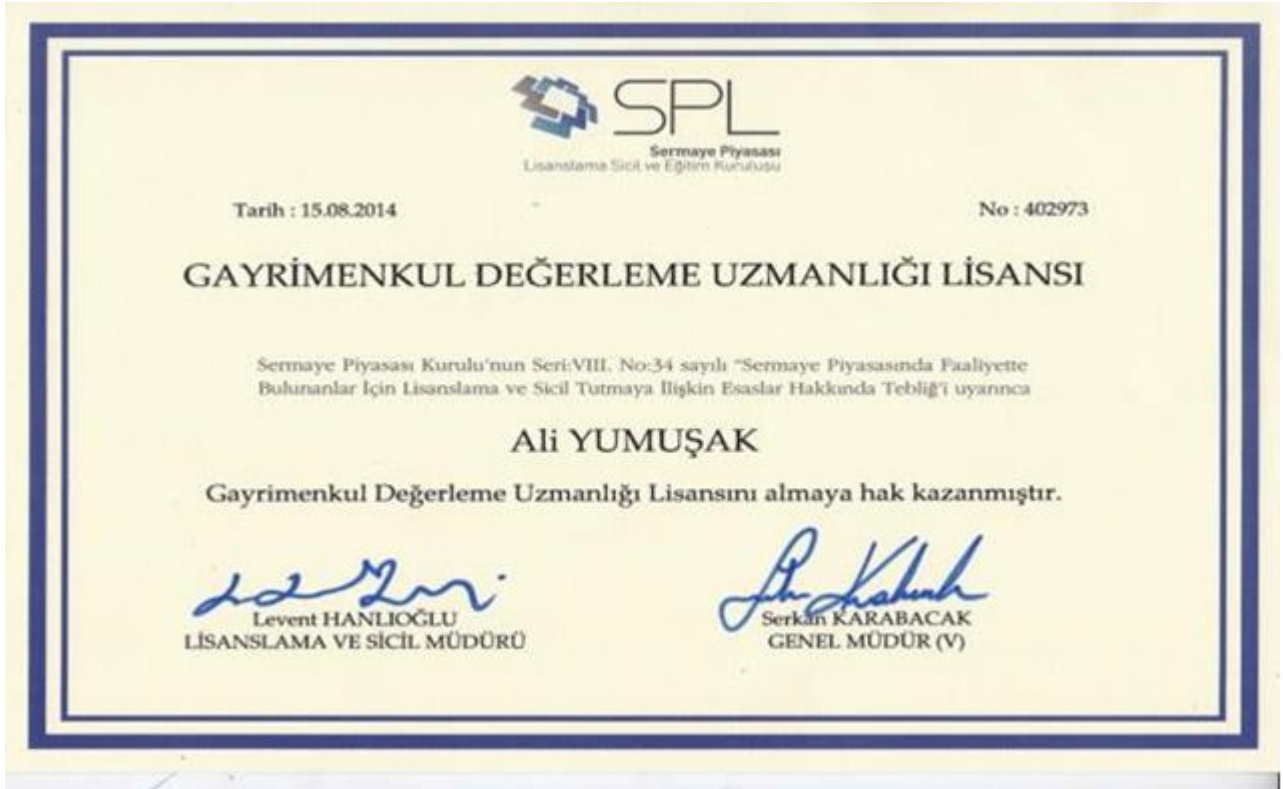 SPL
Sermaye Piyasası
Lisanslama Sicil ve Eğitim Kuruluşu
Tarih : 15.08.2014
No : 402973
GAYRİMENKUL DEĞERLEME UZMANLIĞI LİSANSI
Sermaye Piyasası Kurulu'nun Seri:VIII, No:34 sayılı "Sermaye Piyasasında Faaliyette
Bulunanlar İçin Lisanslama ve Sicil Tutmaya İlişkin Esaslar Hakkında Tebliğ'i uyarınca
Ali YUMUŞAK
Gayrimenkul Değerleme Uzmanlığı Lisansını almaya hak kazanmıştır.
Levent HANLIOĞLU
LİSANSLAMA VE SİCİL MÜDÜRÜ
Serkan KARABACAK
GENEL MÜDÜR (V)